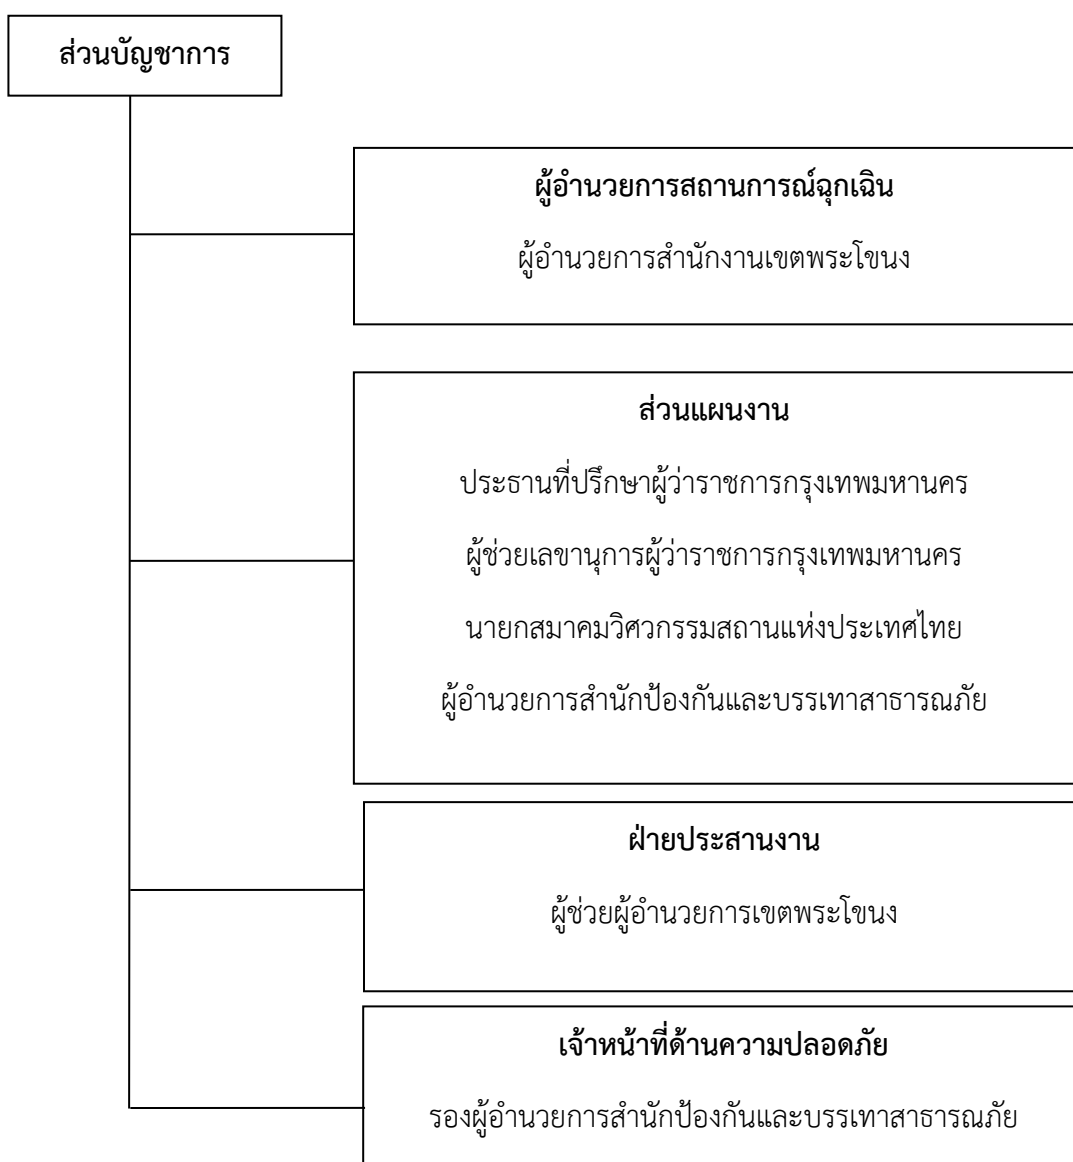 ส่วนบัญชาการ
ผู้อำนวยการสถานการณ์ฉุกเฉิน
ผู้อำนวยการสำนักงานเขตพระโขนง
ส่วนแผนงาน
ประธานที่ปรึกษาผู้ว่าราชการกรุงเทพมหานคร
ผู้ช่วยเลขานุการผู้ว่าราชการกรุงเทพมหานคร
นายกสมาคมวิศวกรรมสถานแห่งประเทศไทย
ผู้อำนวยการสำนักป้องกันและบรรเทาสาธารณภัย
ฝ่ายประสานงาน
ผู้ช่วยผู้อำนวยการเขตพระโขนง
เจ้าหน้าที่ด้านความปลอดภัย
รองผู้อำนวยการสำนักป้องกันและบรรเทาสาธารณภัย